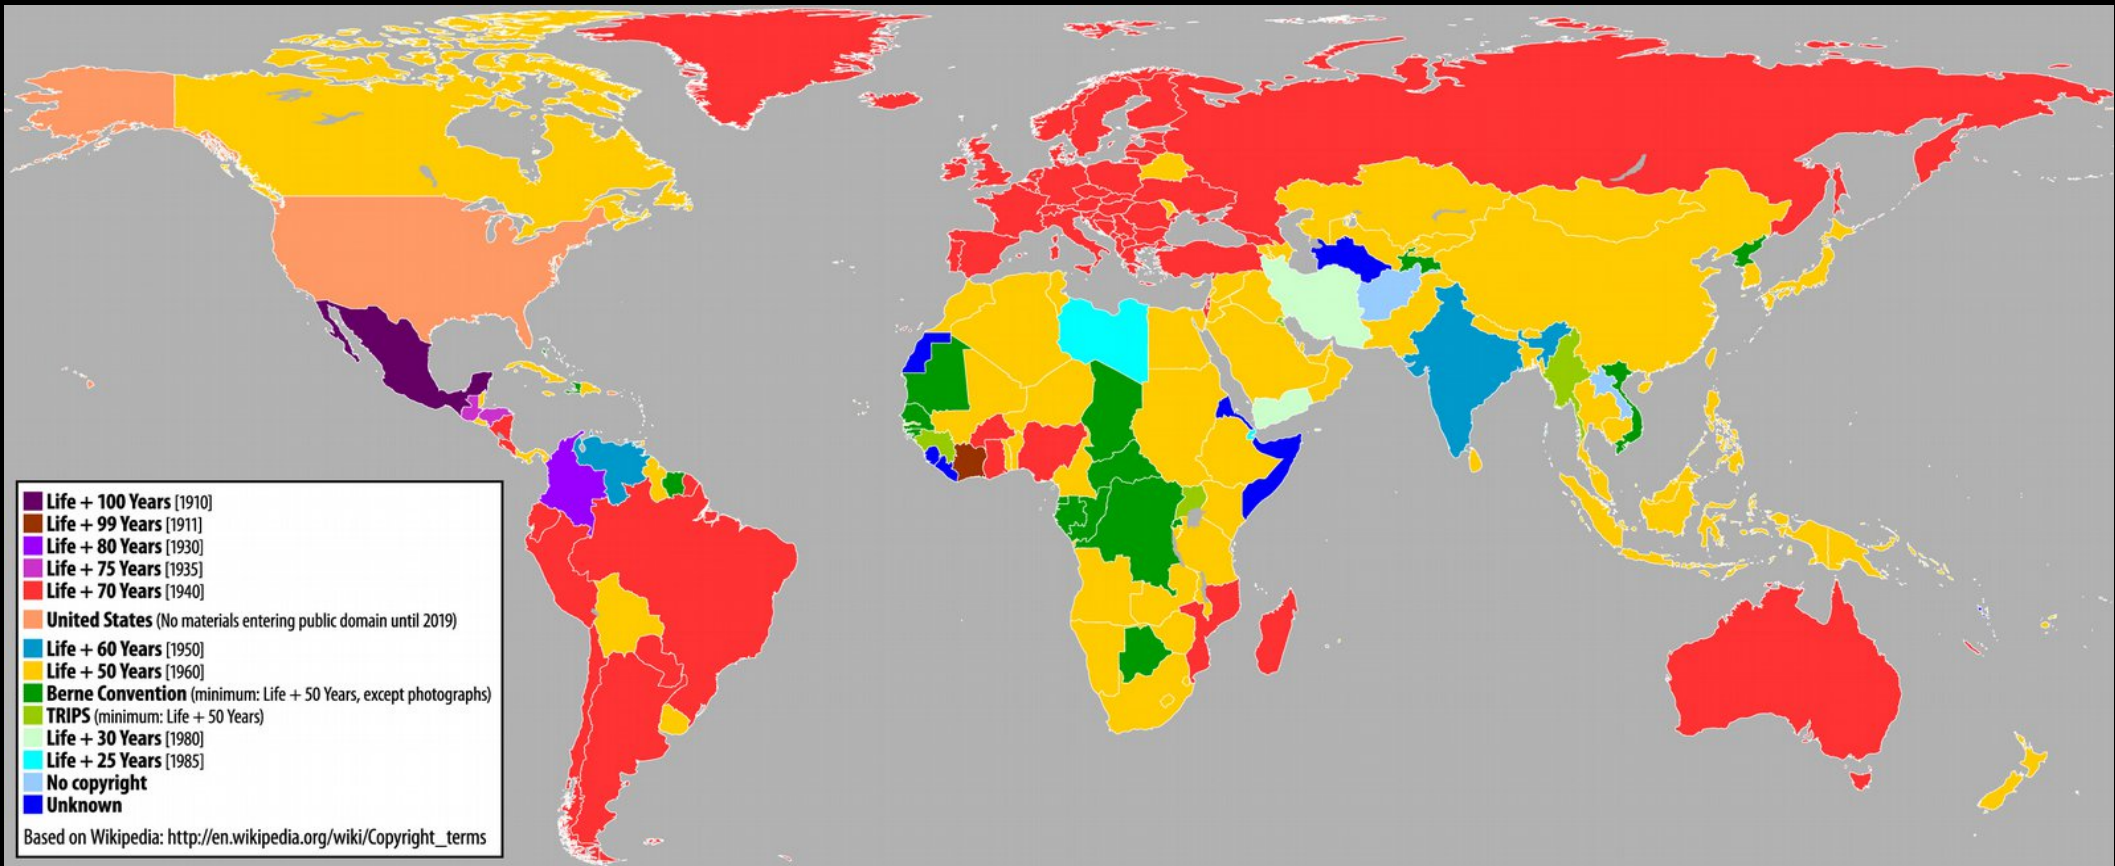 Life + 100 Years [1910]
Life + 99 Years [1911]
Life + 80 Years [1930]
Life + 75 Years [1935]
Life + 70 Years [1940]
United States (No materials entering public domain until 2019)
Life + 60 Years [1950]
Life + 50 Years [1960]
Berne Convention (minimum: Life + 50 Years, except photographs)
TRIPS (minimum: Life + 50 Years)
Life + 30 Years [1980]
Life + 25 Years [1985]
No copyright
Unknown
Based on Wikipedia: http://en.wikipedia.org/wiki/Copyright_terms